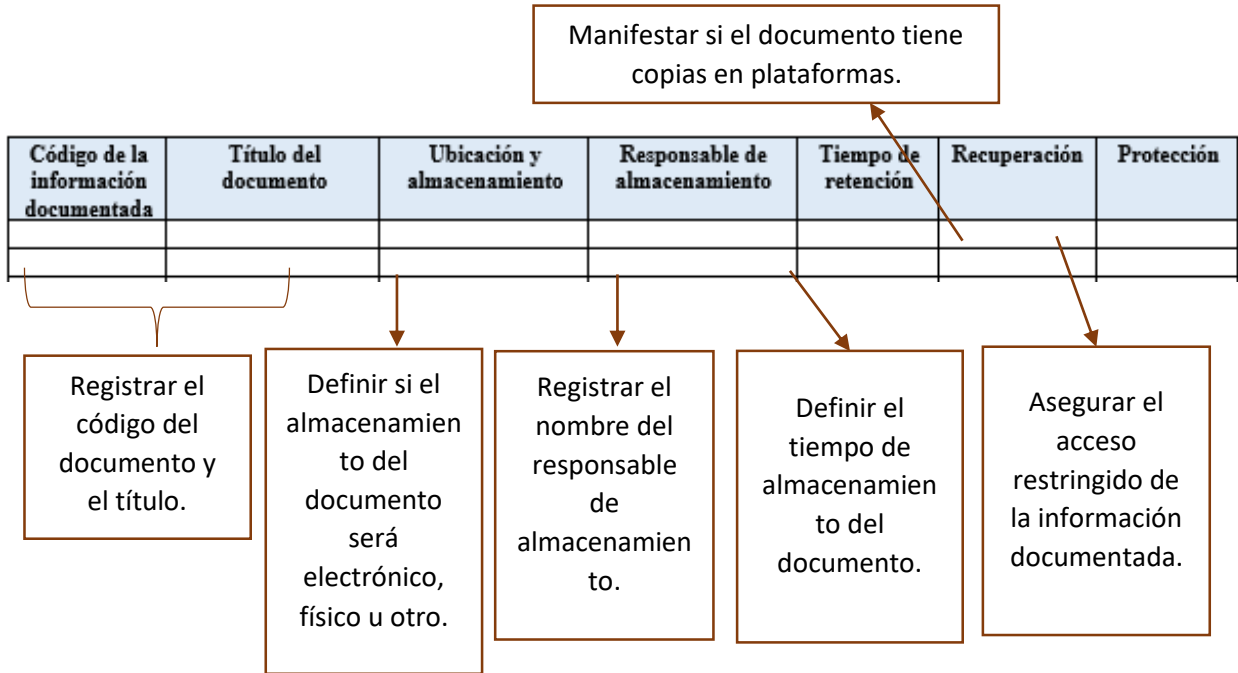 Manifestar si el documento tiene
copias en plataformas.
Código de la
información
documentada
Título del
documento
Ubicación y
almacenamiento
Responsable de
almacenamiento
Tiempo de
retención
Recuperación
Protección
Registrar el
código del
documento y
el título.
Definir si el
almacenamien
to del
documento
será
electrónico,
físico u otro.
Registrar el
nombre del
responsable
de
almacenamien
to.
Definir el
tiempo de
almacenamien
to del
documento.
Asegurar el
acceso
restringido de
la información
documentada.